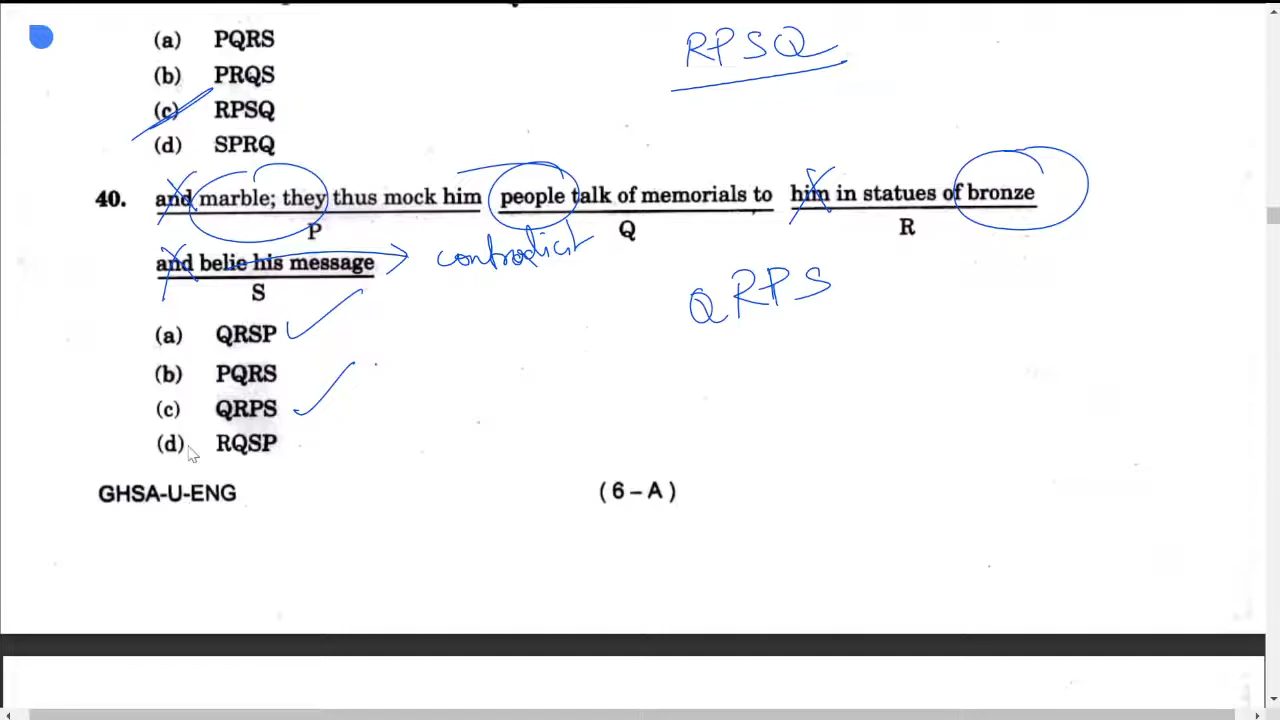 (a) PQRS
RPSQ
(b) PRQS
(c) RPSQ
(d) SPRQ
40. and marble; they thus mock him people talk of memorials to him in statues of bronze
P Q R
and belie his message contradict
S
QRPS
(a) QRSP
(b) PQRS
(c) QRPS
(d) RQSP
GHSA-U-ENG (6–A)